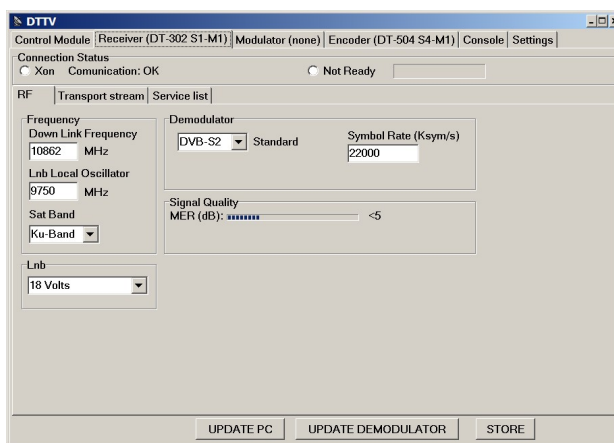 DTTV
Control Module Receiver (DT-302 S1-M1) Modulator (none) Encoder (DT-504 S4-M1) Console Settings
Connection Status
Xon Comunication: OK Not Ready
RF Transport stream Service list
Frequency
Down Link Frequency
10862 MHz
Lnb Local Oscillator
9750 MHz
Sat Band
Ku-Band
Demodulator
DVB-S2 Standard
Symbol Rate (Ksym/s)
22000
Signal Quality
MER (dB): <5
Lnb
18 Volts
UPDATE PC UPDATE DEMODULATOR STORE